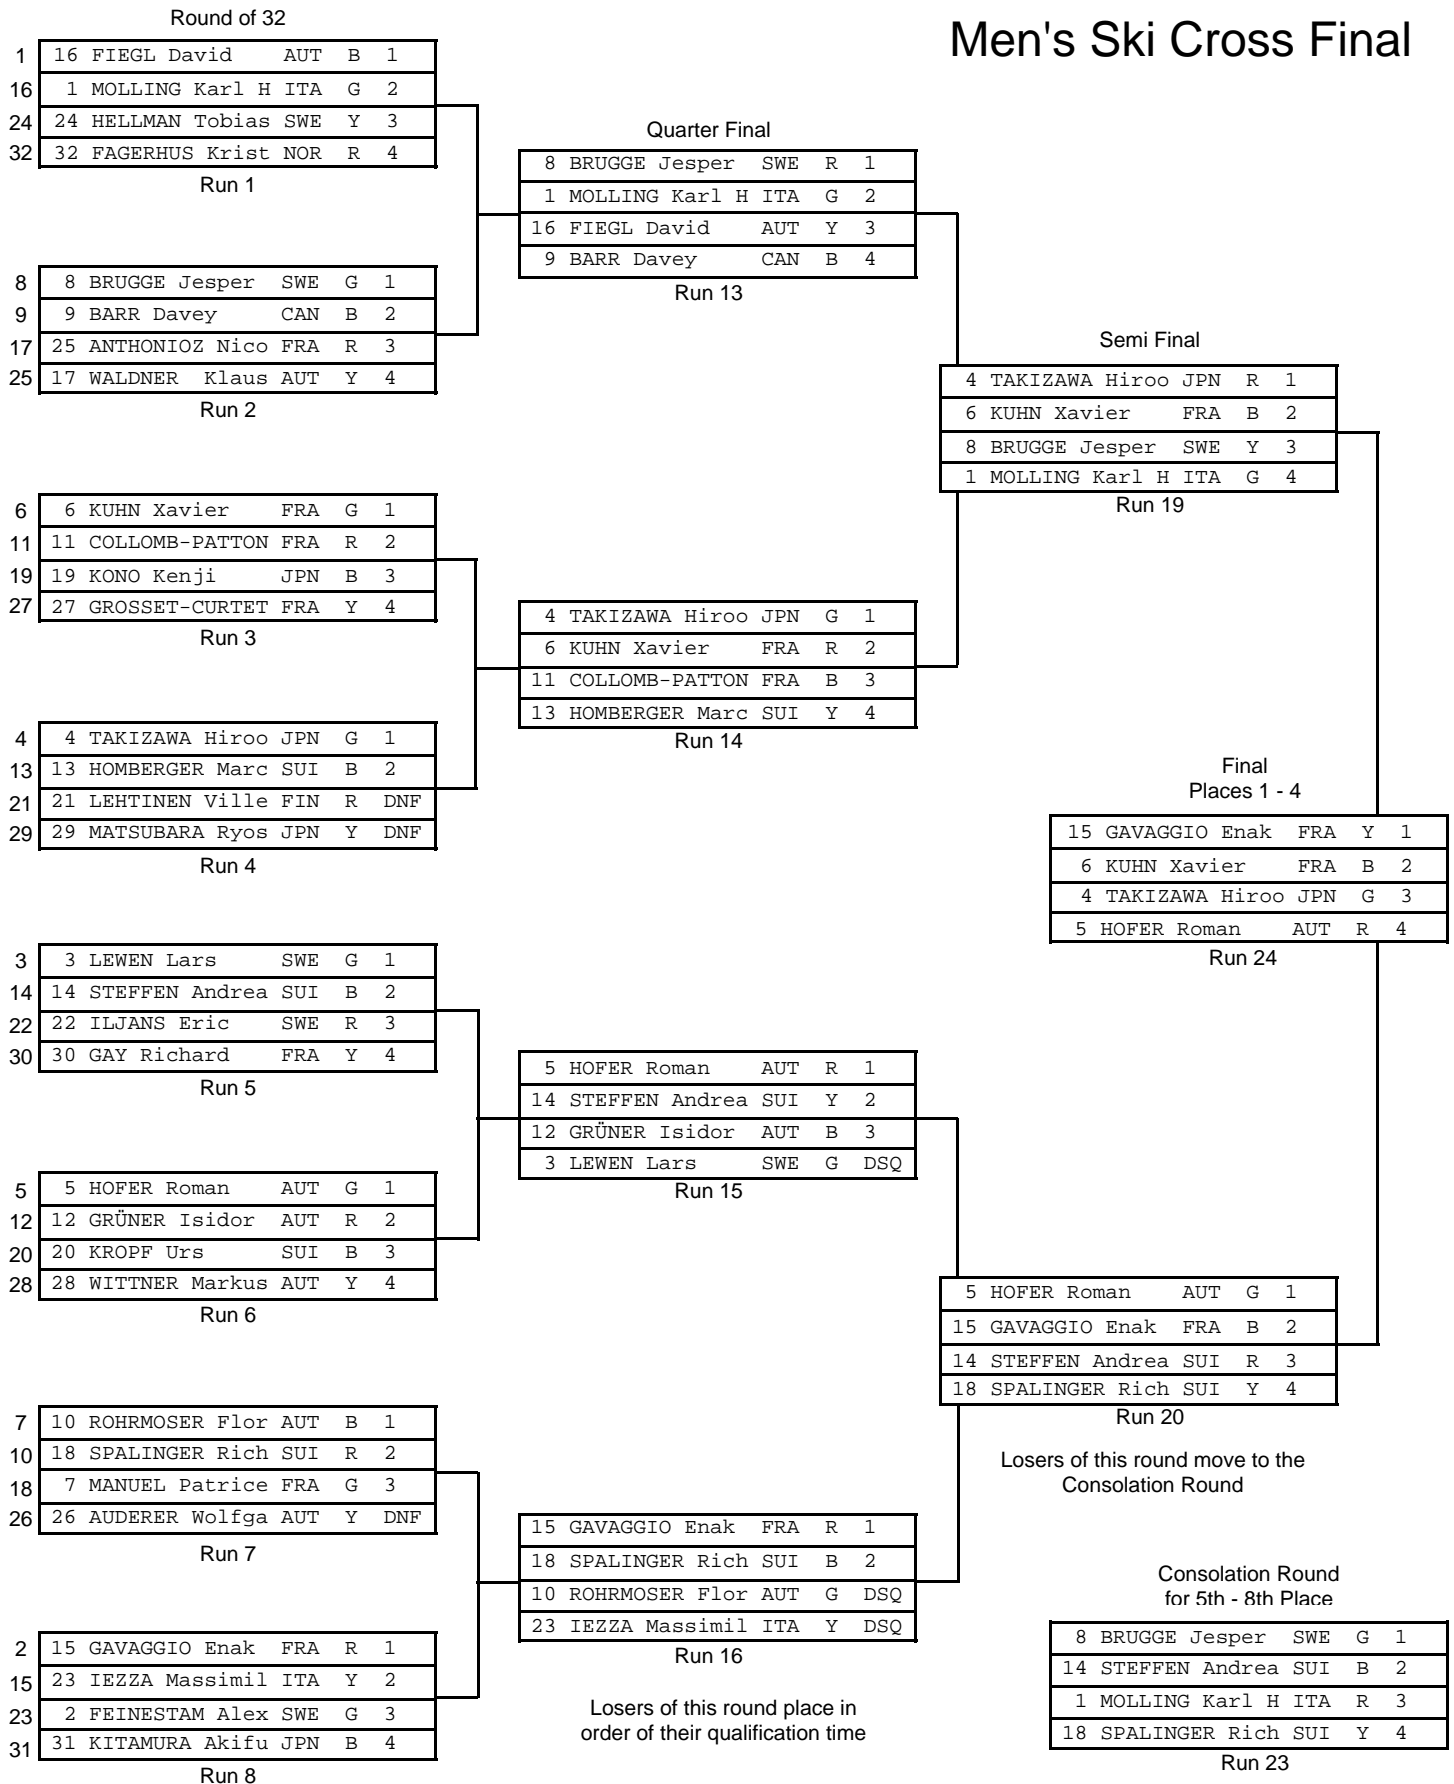 Round of 32
Men's Ski Cross Final
1 16 FIEGL David AUT B 1
16 1 MOLLING Karl H ITA G 2
24 24 HELLMAN Tobias SWE Y 3
32 32 FAGERHUS Krist NOR R 4
Run 1
8 8 BRUGGE Jesper SWE G 1
9 9 BARR Davey CAN B 2
17 25 ANTHONIOZ Nico FRA R 3
25 17 WALDNER Klaus AUT Y 4
Run 2
6 6 KUHN Xavier FRA G 1
11 11 COLLOMB-PATTON FRA R 2
19 19 KONO Kenji JPN B 3
27 27 GROSSET-CURTET FRA Y 4
Run 3
4 4 TAKIZAWA Hiroo JPN G 1
13 13 HOMBERGER Marc SUI B 2
21 21 LEHTINEN Ville FIN R DNF
29 29 MATSUBARA Ryos JPN Y DNF
Run 4
3 3 LEWEN Lars SWE G 1
14 14 STEFFEN Andrea SUI B 2
22 22 ILJANS Eric SWE R 3
30 30 GAY Richard FRA Y 4
Run 5
5 5 HOFER Roman AUT G 1
12 12 GRÜNER Isidor AUT R 2
20 20 KROPF Urs SUI B 3
28 28 WITTNER Markus AUT Y 4
Run 6
7 10 ROHRMOSER Flor AUT B 1
10 18 SPALINGER Rich SUI R 2
18 7 MANUEL Patrice FRA G 3
26 26 AUDERER Wolfga AUT Y DNF
Run 7
2 15 GAVAGGIO Enak FRA R 1
15 23 IEZZA Massimil ITA Y 2
23 2 FEINESTAM Alex SWE G 3
31 31 KITAMURA Akifu JPN B 4
Run 8
Quarter Final
8 BRUGGE Jesper SWE R 1
1 MOLLING Karl H ITA G 2
16 FIEGL David AUT Y 3
9 BARR Davey CAN B 4
Run 13
4 TAKIZAWA Hiroo JPN G 1
6 KUHN Xavier FRA R 2
11 COLLOMB-PATTON FRA B 3
13 HOMBERGER Marc SUI Y 4
Run 14
5 HOFER Roman AUT R 1
14 STEFFEN Andrea SUI Y 2
12 GRÜNER Isidor AUT B 3
3 LEWEN Lars SWE G DSQ
Run 15
15 GAVAGGIO Enak FRA R 1
18 SPALINGER Rich SUI B 2
10 ROHRMOSER Flor AUT G DSQ
23 IEZZA Massimil ITA Y DSQ
Run 16
Losers of this round place in
order of their qualification time
Semi Final
4 TAKIZAWA Hiroo JPN R 1
6 KUHN Xavier FRA B 2
8 BRUGGE Jesper SWE Y 3
1 MOLLING Karl H ITA G 4
Run 19
5 HOFER Roman AUT G 1
15 GAVAGGIO Enak FRA B 2
14 STEFFEN Andrea SUI R 3
18 SPALINGER Rich SUI Y 4
Run 20
Losers of this round move to the
Consolation Round
Final
Places 1 - 4
15 GAVAGGIO Enak FRA Y 1
6 KUHN Xavier FRA B 2
4 TAKIZAWA Hiroo JPN G 3
5 HOFER Roman AUT R 4
Run 24
Consolation Round
for 5th - 8th Place
8 BRUGGE Jesper SWE G 1
14 STEFFEN Andrea SUI B 2
1 MOLLING Karl H ITA R 3
18 SPALINGER Rich SUI Y 4
Run 23